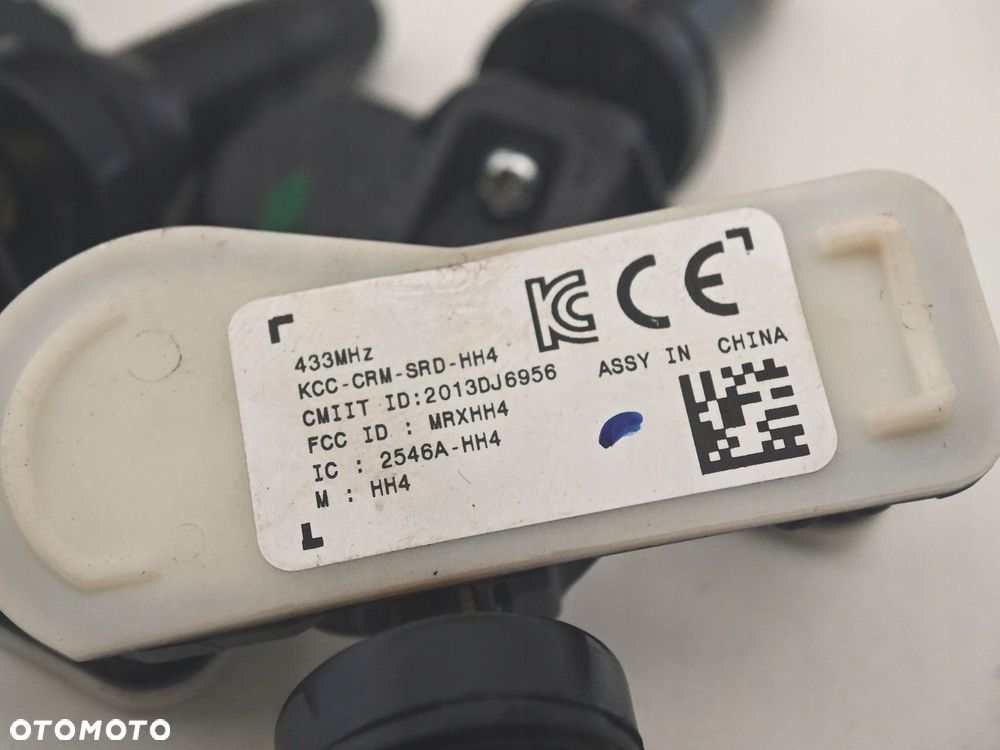 KC CE
433MHz
KCC-CRM-SRD-HH4
CMIIT ID:2013DJ6956
FCC ID : MRXHH4
IC : 2546A-HH4
M : HH4
ASSY IN CHINA
OTOMOTO